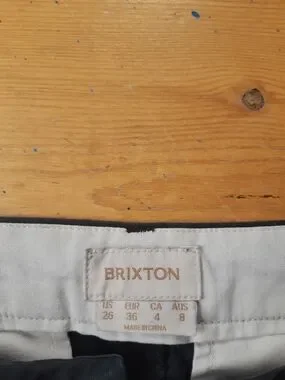 BRIXTON
US EUR CA AUS
26 36 4 8
MADE IN CHINA